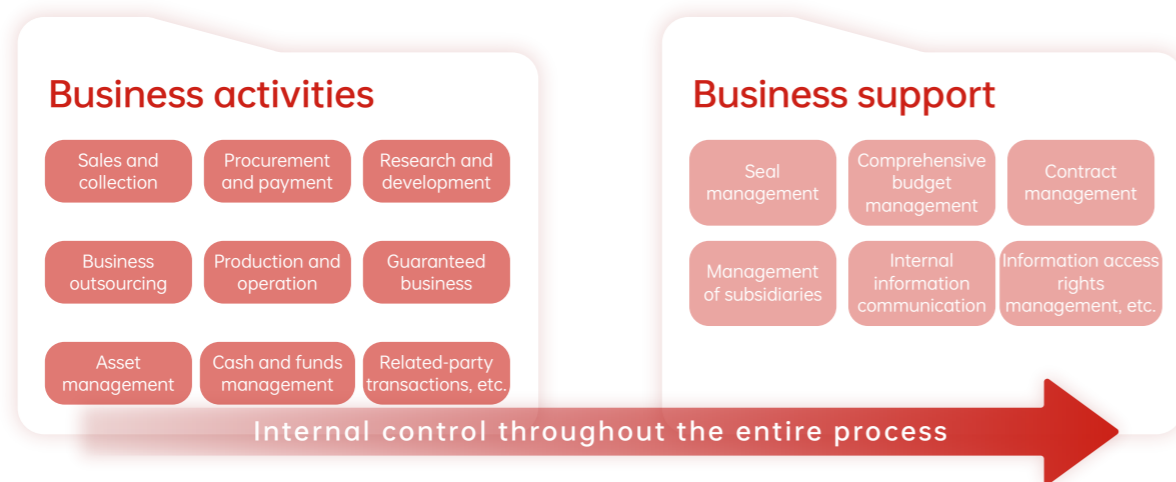 Business activities
Sales and
collection
Procurement
and payment
Research and
development
Business
outsourcing
Production and
operation
Guaranteed
business
Asset
management
Cash and funds
management
Related-party
transactions, etc.
Business support
Seal
management
Comprehensive
budget
management
Contract
management
Management
of subsidiaries
Internal
information
communication
Information access
rights
management, etc.
Internal control throughout the entire process